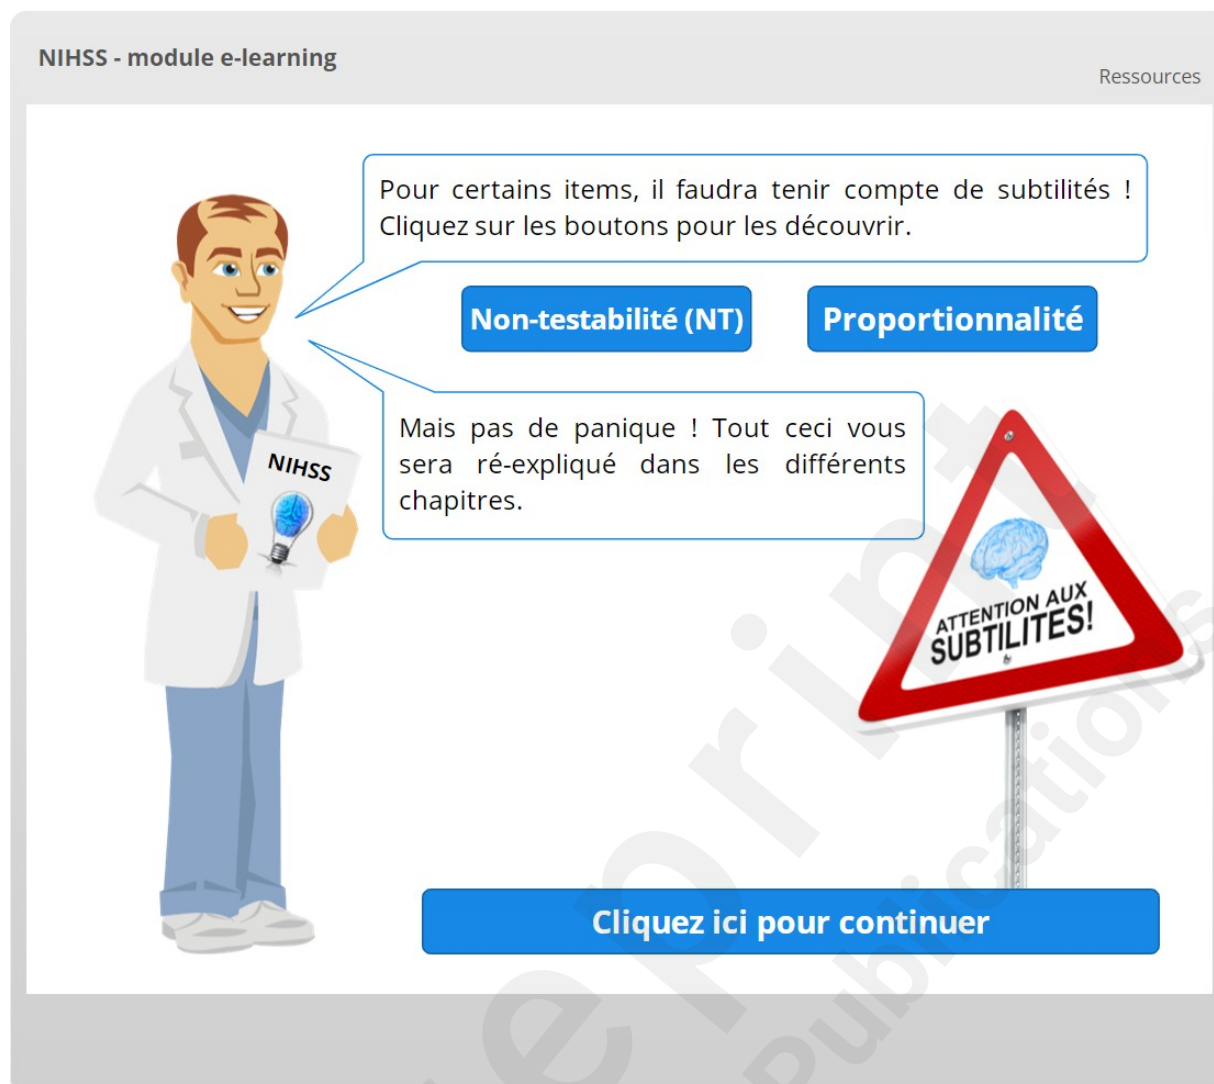 NIHSS - module e-learning
Ressources
Pour certains items, il faudra tenir compte de subtilités !
Cliquez sur les boutons pour les découvrir.
Non-testabilité (NT)
Proportionnalité
Mais pas de panique ! Tout ceci vous
sera ré-expliqué dans les différents
chapitres.
NIHSS
ATTENTION AUX
SUBTILITES!
Cliquez ici pour continuer
eprint
Publications